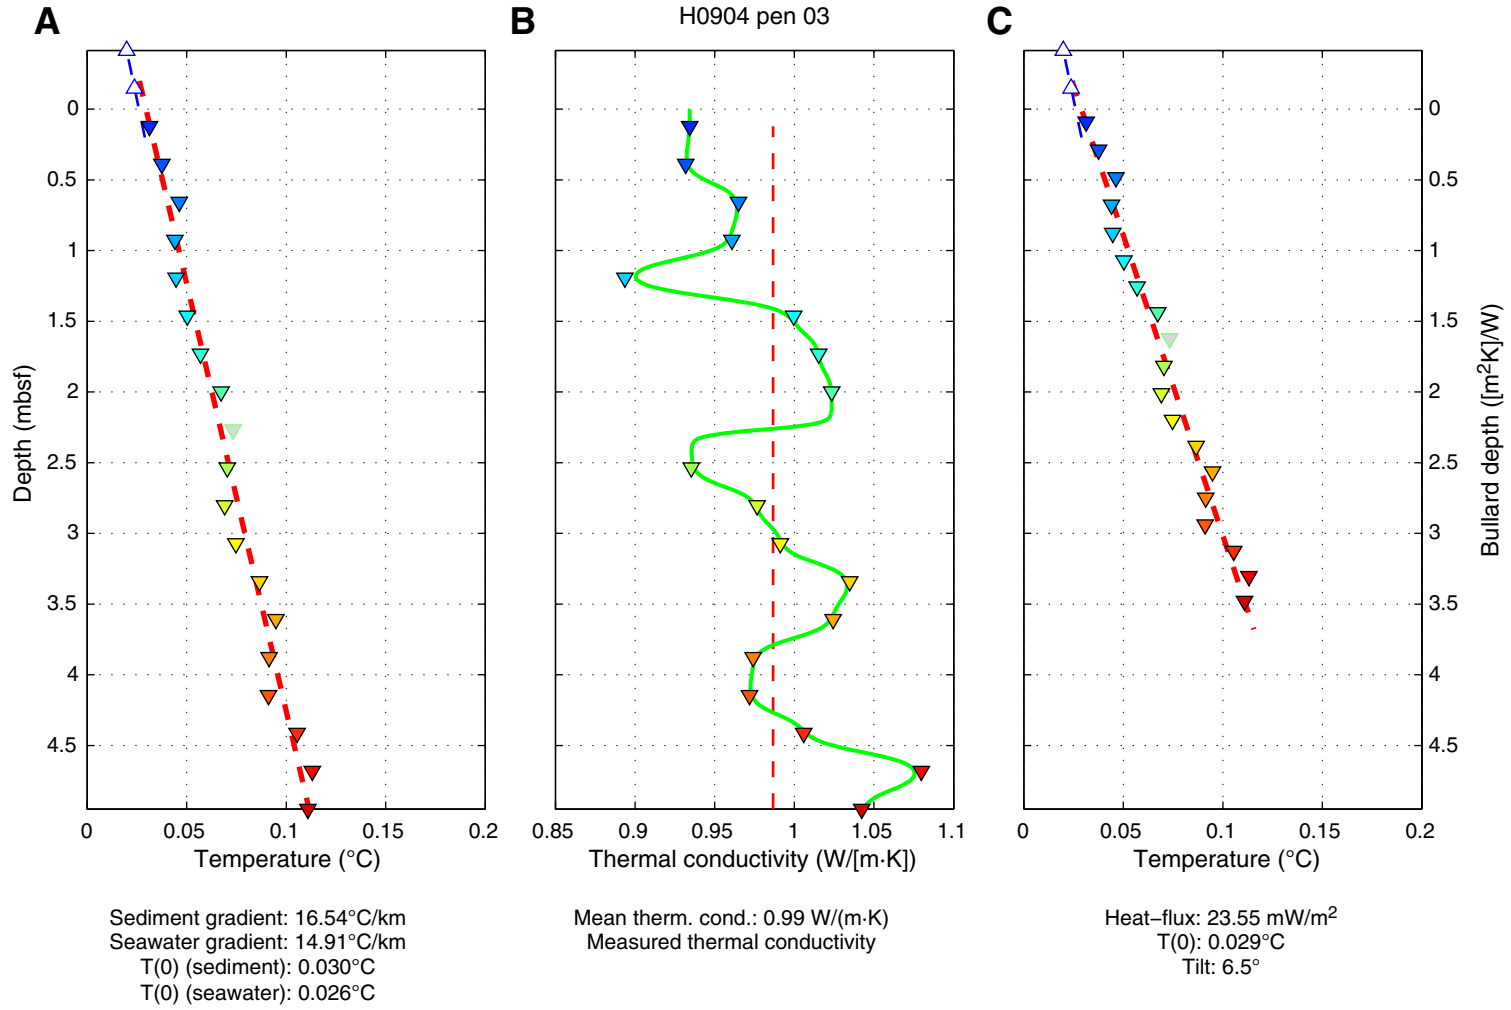 A
B
H0904 pen 03
C
0
0.5
1
1.5
2
2.5
3
3.5
4
4.5
Depth (mbsf)
0 0.05 0.1 0.15 0.2
Temperature (°C)
0.85 0.9 0.95 1 1.05 1.1
Thermal conductivity (W/[m·K])
0
0.5
1
1.5
2
2.5
3
3.5
4
4.5
Bullard depth ([m²K]/W)
0 0.05 0.1 0.15 0.2
Temperature (°C)
Sediment gradient: 16.54°C/km
Seawater gradient: 14.91°C/km
T(0) (sediment): 0.030°C
T(0) (seawater): 0.026°C
Mean therm. cond.: 0.99 W/(m·K)
Measured thermal conductivity
Heat−flux: 23.55 mW/m²
T(0): 0.029°C
Tilt: 6.5°